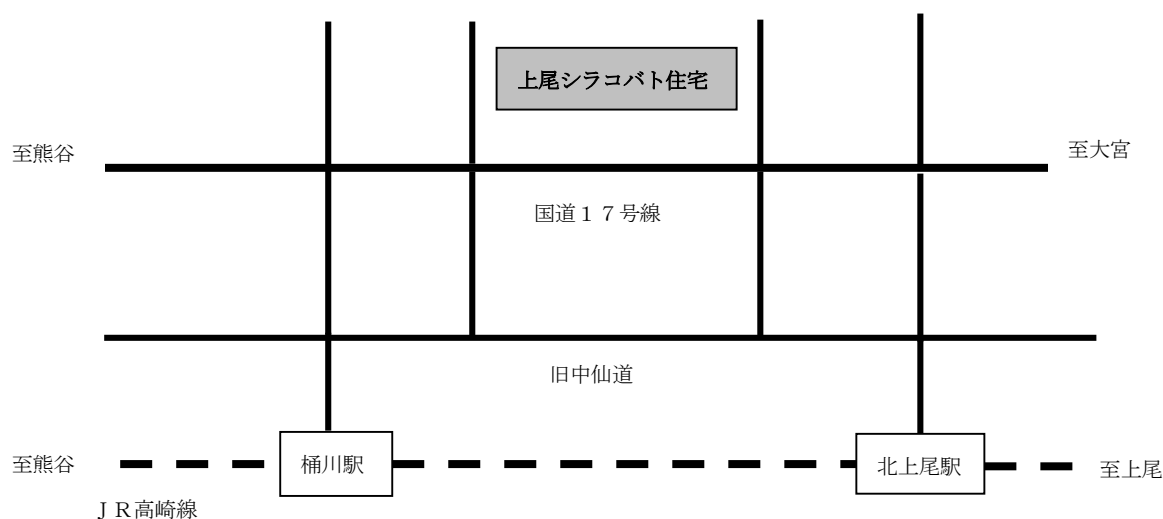 上尾シラコバト住宅
至熊谷
至大宮
国道１７号線
旧中仙道
至熊谷
桶川駅
北上尾駅
至上尾
ＪＲ高崎線